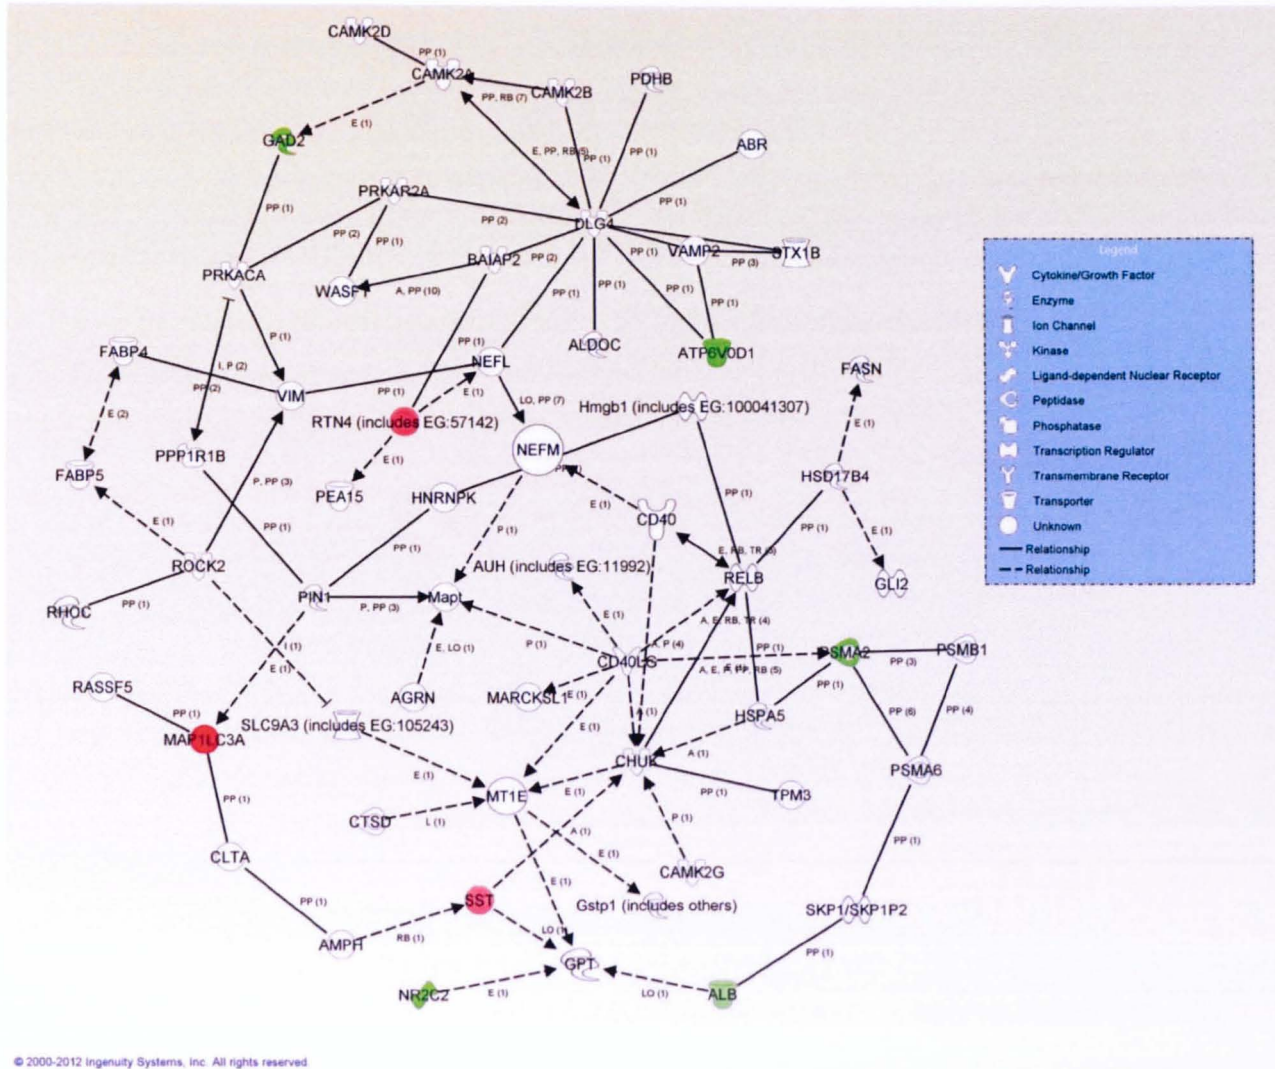 CAMK2D
PP (1)
CAMK2A
PP, RB (7)
CAMK2B
PDHB
E (1)
GAD2
E, PP, RB (5)
PP (1)
PP (1)
ABR
PRKAR2A
PP (1)
PP (1)
PP (2)
PP (2)
PP (1)
DLG4
PRKACA
BAIAP2
PP (2)
PP (1)
VAMP2
PP (3)
STX1B
WASF1
A, PP (10)
PP (1)
PP (1)
PP (1)
P (1)
FABP4
I, P (2)
PP (2)
PP (1)
NEFL
ALDOC
ATP6V0D1
FASN
VIM
PP (1)
E (1)
E (2)
LO, PP (7)
Hmgb1 (includes EG:100041307)
RTN4 (includes EG:57142)
E (1)
PPP1R1B
E (1)
NEFM
FABP5
P, PP (3)
PEA15
HNRNPK
E (1)
PP (1)
HSD17B4
PP (1)
PP (1)
P (1)
CD40
PP (1)
E (1)
E (1)
ROCK2
AUH (includes EG:11992)
E, RB, TR (5)
RELB
GLI2
RHOC
PP (1)
PIN1
P, PP (3)
Mapt
E (1)
A, E, RB, TR (4)
I (1)
E (1)
E, LO (1)
P (1)
A, P (4)
CD40LG
PP (1)
PSMA2
PP (3)
PSMB1
RASSF5
AGRN
MARCKSL1
E (1)
PP (1)
PP (1)
SLC9A3 (includes EG:105243)
E (1)
HSPA5
PP (6)
PP (4)
MAP1LC3A
CHUK
A (1)
PSMA6
E (1)
MT1E
E (1)
PP (1)
TPM3
PP (1)
CTSD
L (1)
A (1)
P (1)
PP (1)
CLTA
E (1)
E (1)
CAMK2G
PP (1)
SST
Gstp1 (includes others)
SKP1/SKP1P2
AMPH
RB (1)
LO (1)
PP (1)
GPT
NR2C2
E (1)
LO (1)
ALB
Legend
Cytokine/Growth Factor
Enzyme
Ion Channel
Kinase
Ligand-dependent Nuclear Receptor
Peptidase
Phosphatase
Transcription Regulator
Transmembrane Receptor
Transporter
Unknown
Relationship
Relationship
© 2000-2012 Ingenuity Systems, Inc. All rights reserved.